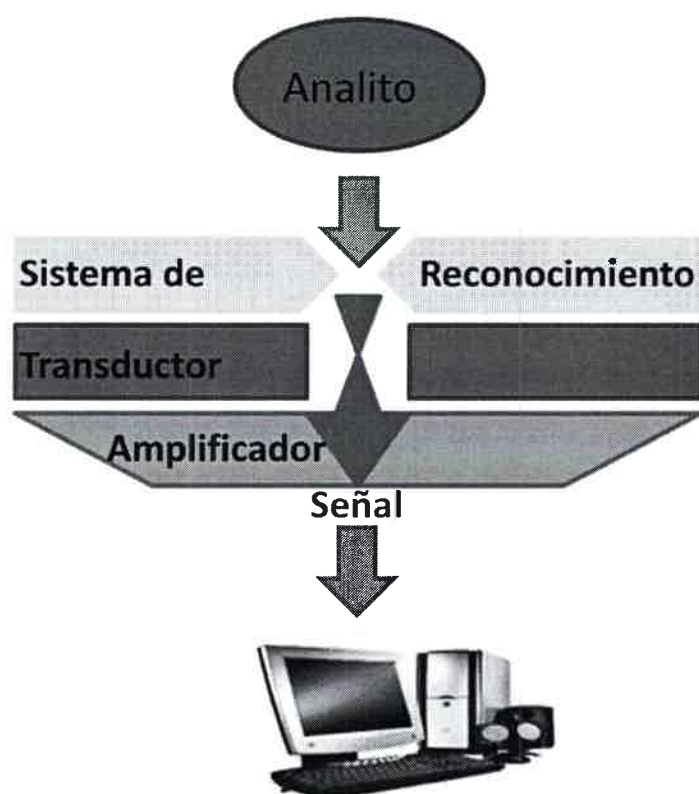 Analito
Sistema de Reconocimiento
Transductor
Amplificador
Señal